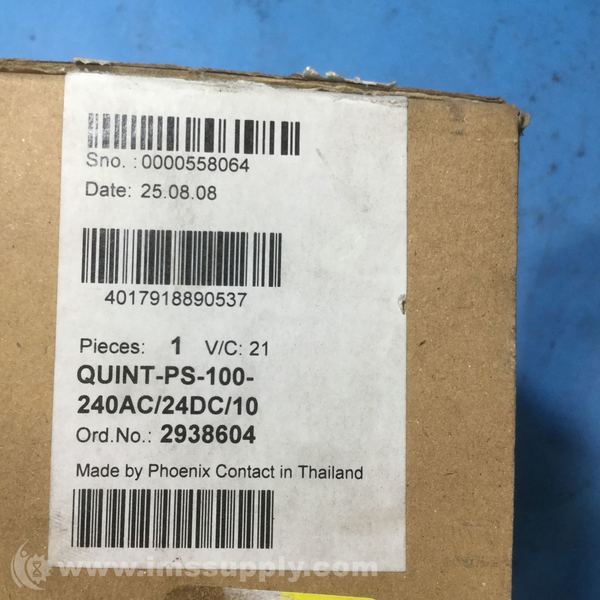 Sno. : 0000558064
Date: 25.08.08
4017918890537
Pieces: 1 V/C: 21
QUINT-PS-100-
240AC/24DC/10
Ord.No.: 2938604
Made by Phoenix Contact in Thailand
www.imssupply.com